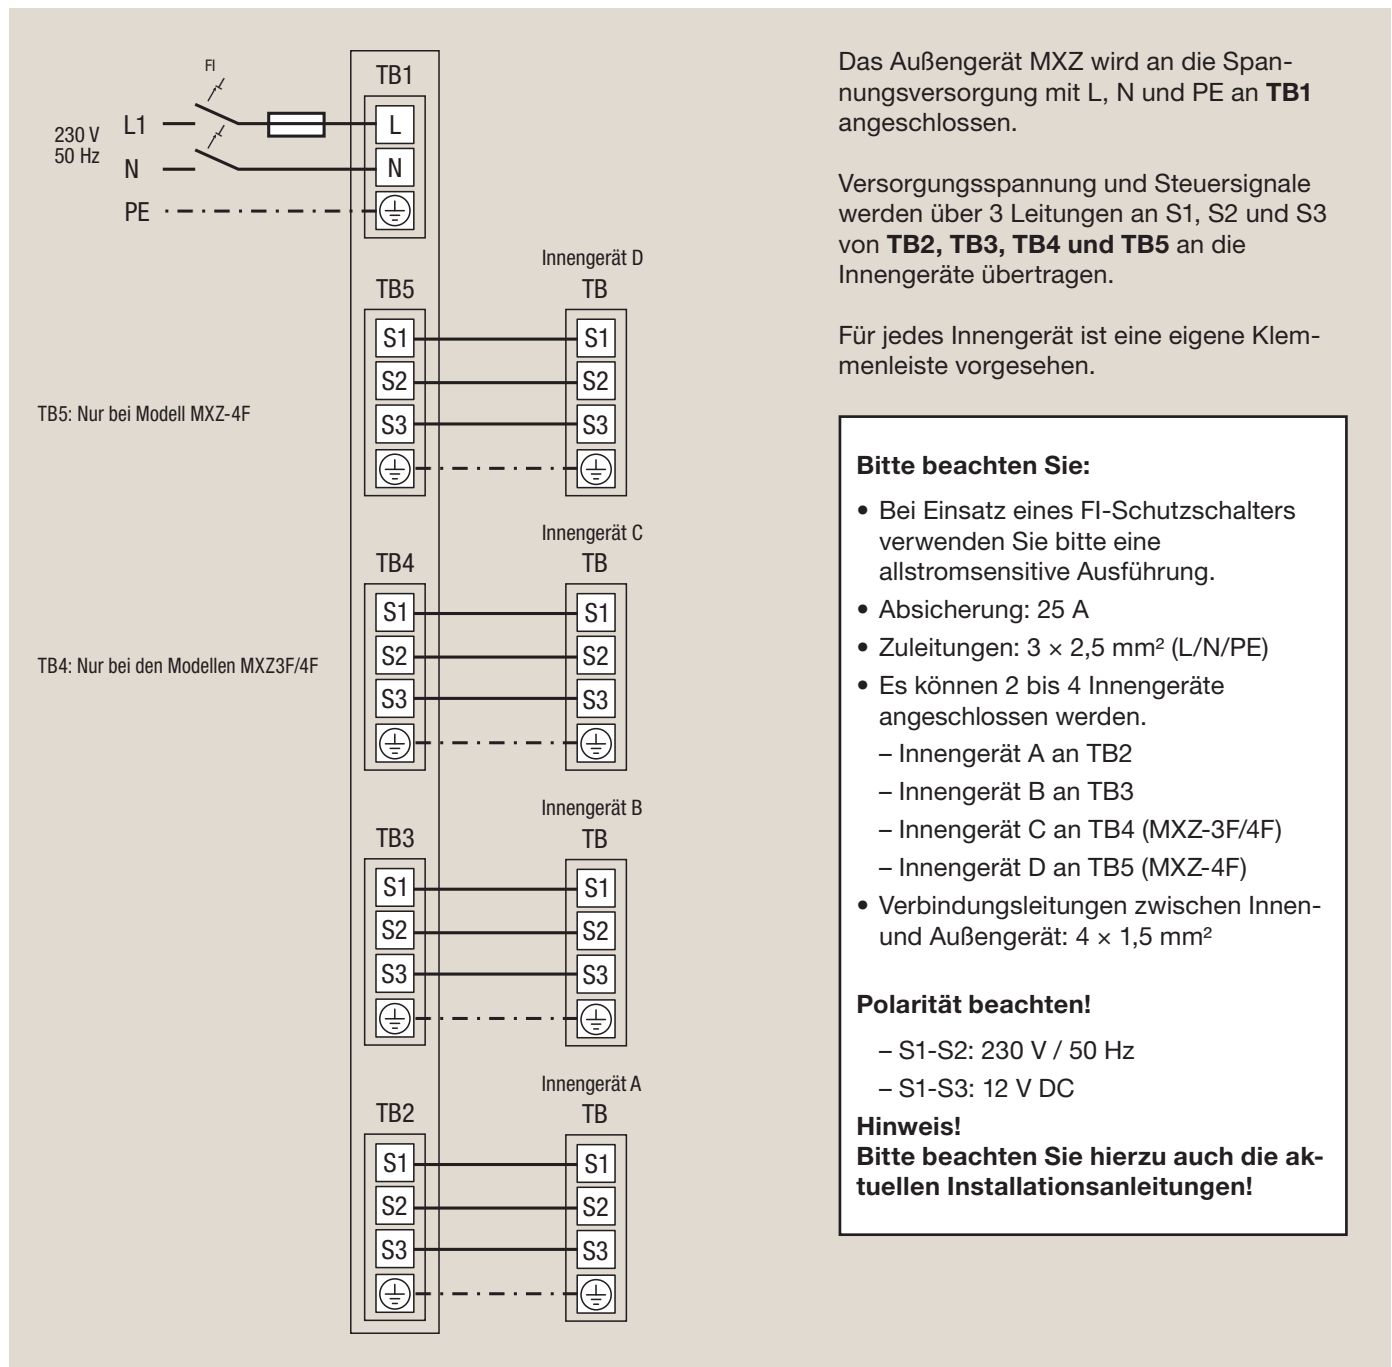 FI
TB1
L1
L
230 V
50 Hz
N
N
PE
Innengerät D
TB5
TB
S1
S1
S2
S2
TB5: Nur bei Modell MXZ-4F
S3
S3
Innengerät C
TB4
TB
S1
S1
S2
S2
TB4: Nur bei den Modellen MXZ3F/4F
S3
S3
Innengerät B
TB3
TB
S1
S1
S2
S2
S3
S3
Innengerät A
TB2
TB
S1
S1
S2
S2
S3
S3
Das Außengerät MXZ wird an die Span-
nungsversorgung mit L, N und PE an TB1
angeschlossen.
Versorgungsspannung und Steuersignale
werden über 3 Leitungen an S1, S2 und S3
von TB2, TB3, TB4 und TB5 an die
Innengeräte übertragen.
Für jedes Innengerät ist eine eigene Klem-
menleiste vorgesehen.
Bitte beachten Sie:
• Bei Einsatz eines FI-Schutzschalters
verwenden Sie bitte eine
allstromsensitive Ausführung.
• Absicherung: 25 A
• Zuleitungen: 3 × 2,5 mm² (L/N/PE)
• Es können 2 bis 4 Innengeräte
angeschlossen werden.
– Innengerät A an TB2
– Innengerät B an TB3
– Innengerät C an TB4 (MXZ-3F/4F)
– Innengerät D an TB5 (MXZ-4F)
• Verbindungsleitungen zwischen Innen-
und Außengerät: 4 × 1,5 mm²
Polarität beachten!
– S1-S2: 230 V / 50 Hz
– S1-S3: 12 V DC
Hinweis!
Bitte beachten Sie hierzu auch die ak-
tuellen Installationsanleitungen!